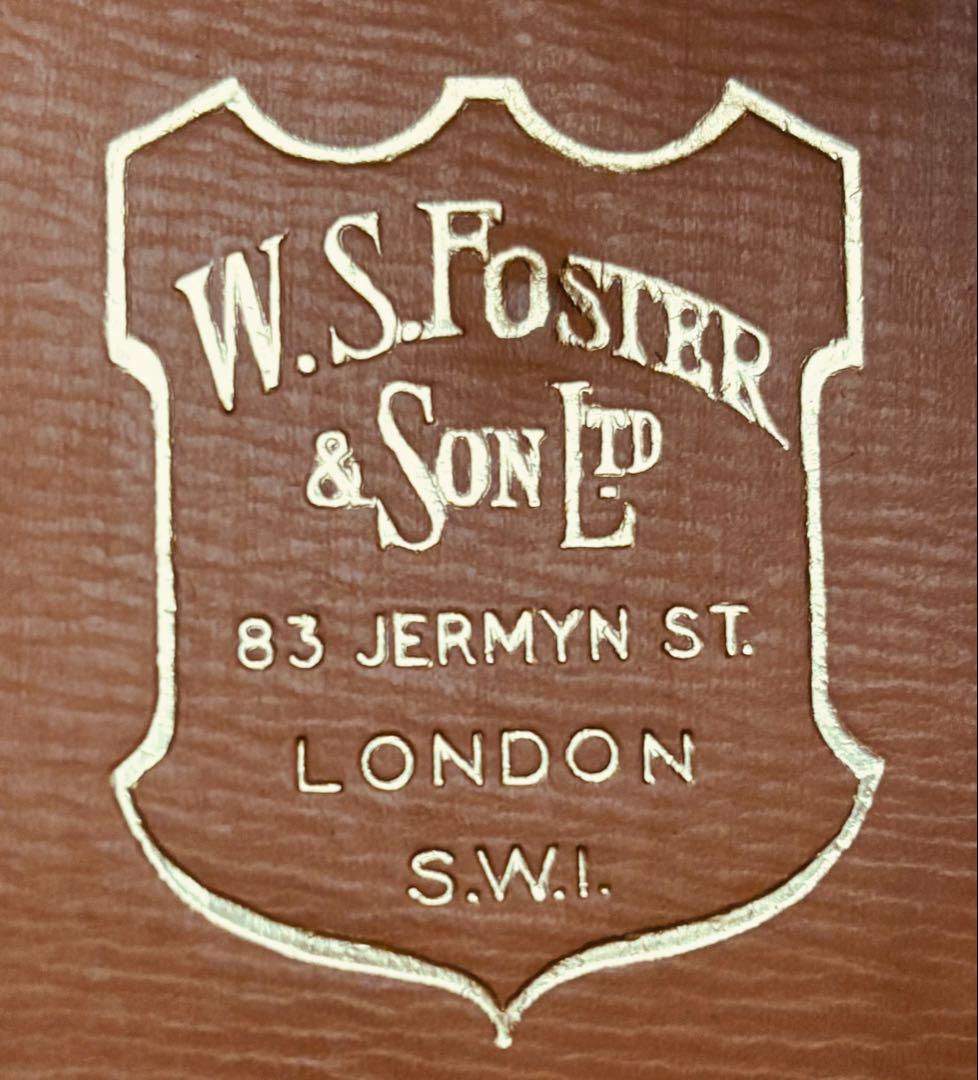 W. S. FOSTER
& SON LTD
83 JERMYN ST.
LONDON
S.W.1.